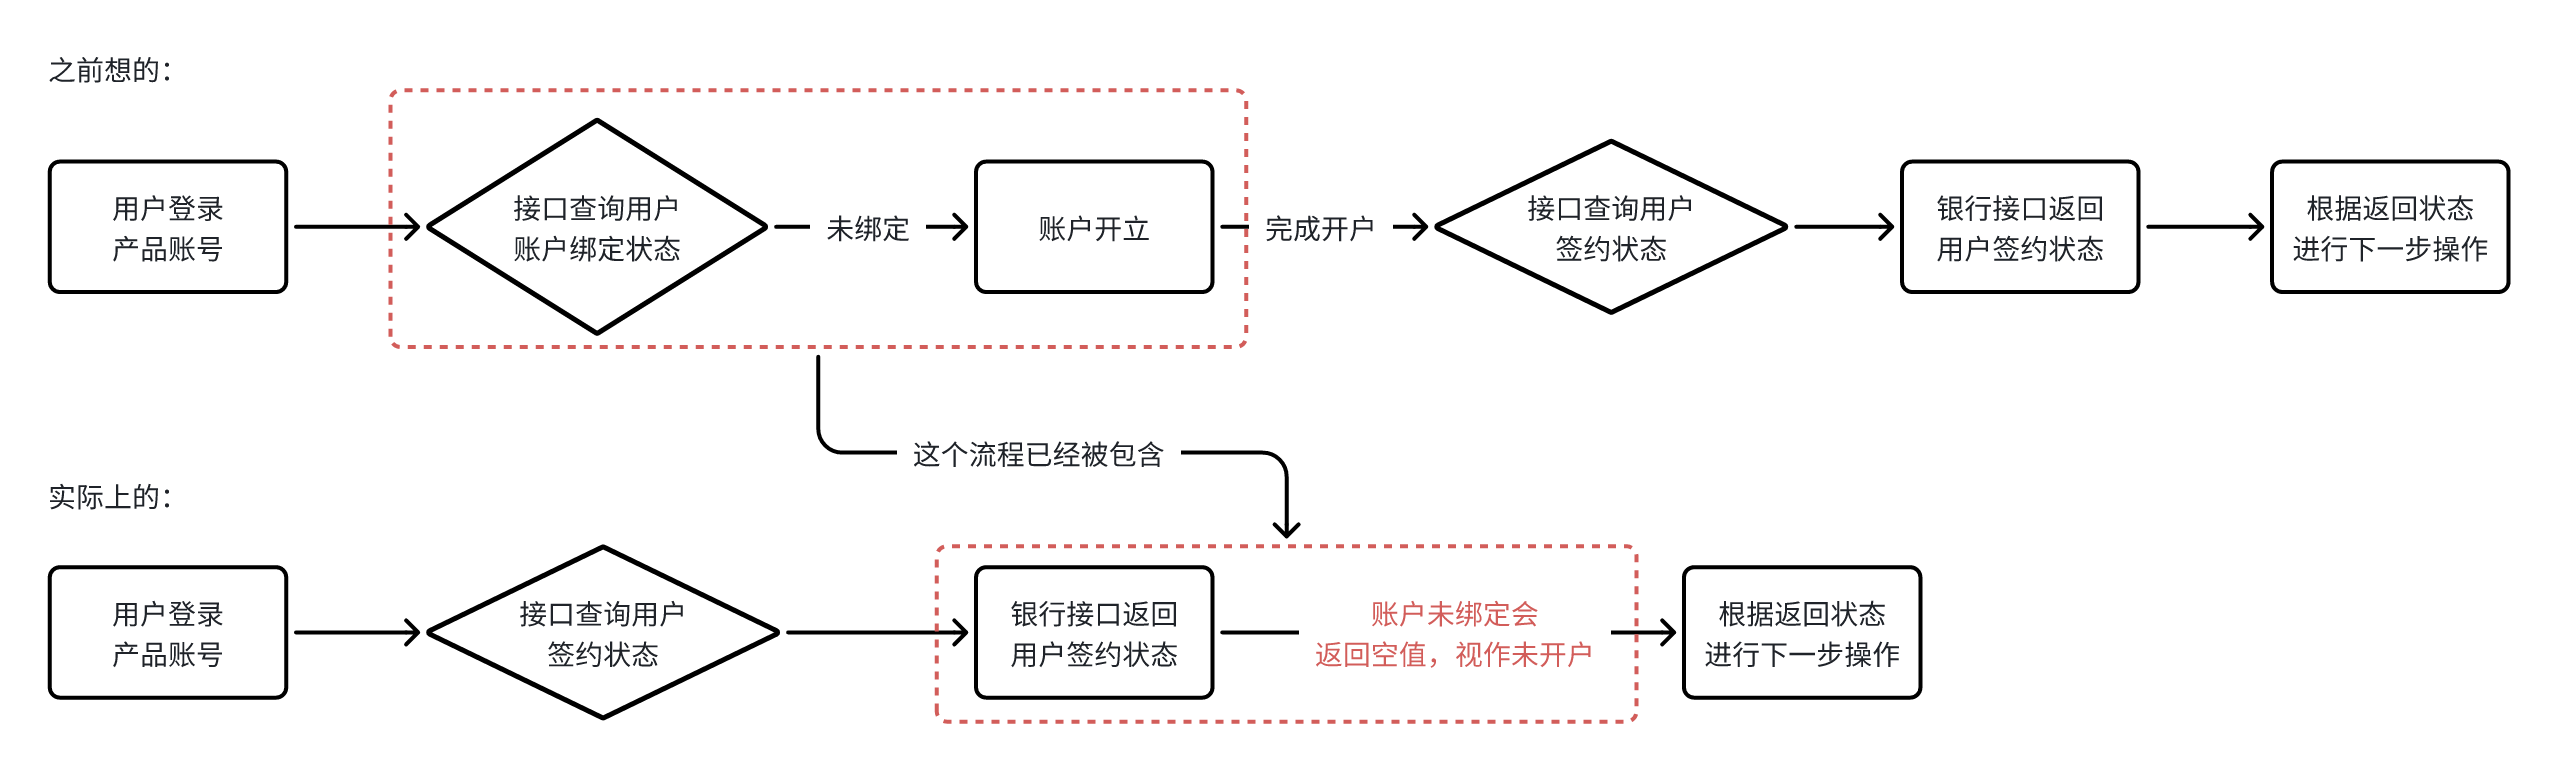 之前想的：
用户登录
产品账号
接口查询用户
账户绑定状态
未绑定
账户开立
完成开户
接口查询用户
签约状态
银行接口返回
用户签约状态
根据返回状态
进行下一步操作
这个流程已经被包含
实际上的：
用户登录
产品账号
接口查询用户
签约状态
银行接口返回
用户签约状态
账户未绑定会
返回空值，视作未开户
根据返回状态
进行下一步操作